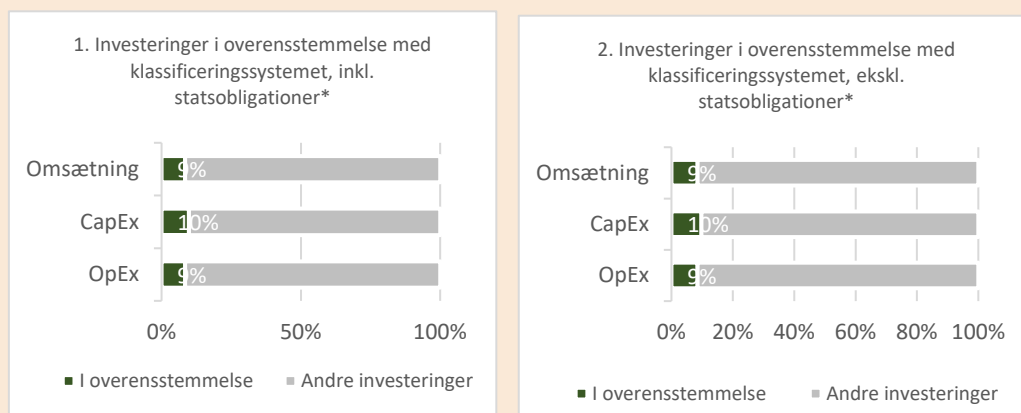 1. Investeringer i overensstemmelse med
klassificeringssystemet, inkl.
statsobligationer*
Omsætning
9%
CapEx
10%
OpEx
9%
0% 50% 100%
I overensstemmelse Andre investeringer
2. Investeringer i overensstemmelse med
klassificeringssystemet, ekskl.
statsobligationer*
Omsætning
9%
CapEx
10%
OpEx
9%
0% 20% 40% 60% 80% 100%
I overensstemmelse Andre investeringer